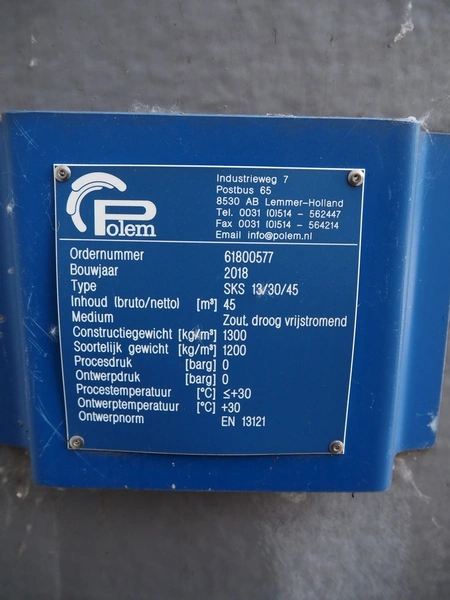 Polem
Industrieweg 7
Postbus 65
8530 AB Lemmer-Holland
Tel. 0031 (0)514 - 562447
Fax 0031 (0)514 - 564214
Email info@polem.nl
Ordernummer 61800577
Bouwjaar 2018
Type SKS 13/30/45
Inhoud (bruto/netto) [m³] 45
Medium Zout, droog vrijstromend
Constructiegewicht [kg/m³] 1300
Soortelijk gewicht [kg/m³] 1200
Procesdruk [barg] 0
Ontwerpdruk [barg] 0
Procestemperatuur [°C] ≤+30
Ontwerptemperatuur [°C] +30
Ontwerpnorm EN 13121